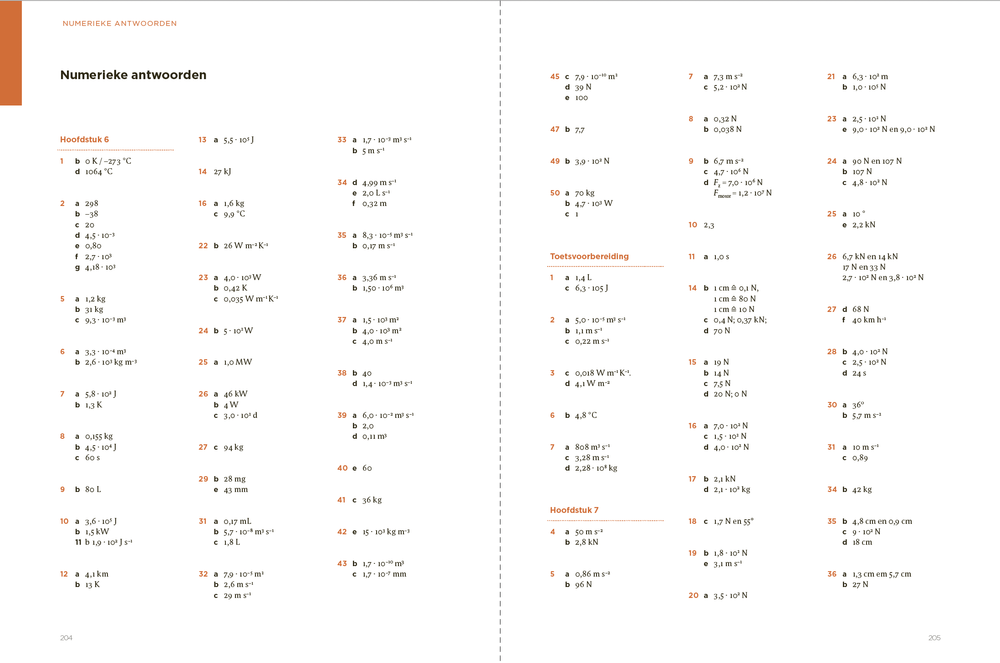 NUMERIEKE ANTWOORDEN
Numerieke antwoorden
Hoofdstuk 6
1 b 0 K / –273 °C
d 1064 °C
2 a 298
b –38
c 20
d 4,5 · 10⁻³
e 0,80
f 2,7 · 10³
g 4,18 · 10³
5 a 1,2 kg
b 31 kg
c 9,3 · 10⁻³ m³
6 a 3,3 · 10⁻⁴ m³
b 2,6 · 10³ kg m⁻³
7 a 5,8 · 10² J
b 1,3 K
8 a 0,155 kg
b 4,5 · 10⁴ J
c 60 s
9 b 80 L
10 a 3,6 · 10⁵ J
b 1,5 kW
11 b 1,9 · 10² J s⁻¹
12 a 4,1 km
b 13 K
13 a 5,5 · 10⁵ J
14 27 kJ
16 a 1,6 kg
c 9,9 °C
22 b 26 W m⁻² K⁻¹
23 a 4,0 · 10³ W
b 0,42 K
c 0,035 W m⁻¹ K⁻¹
24 b 5 · 10² W
25 a 1,0 MW
26 a 46 kW
b 4 W
c 3,0 · 10² d
27 c 94 kg
29 b 28 mg
e 43 mm
31 a 0,17 mL
b 5,7 · 10⁻⁸ m³ s⁻¹
c 1,8 L
32 a 7,9 · 10⁻⁵ m²
b 2,6 m s⁻¹
c 29 m s⁻¹
33 a 1,7 · 10⁻³ m³ s⁻¹
b 5 m s⁻¹
34 d 4,99 m s⁻¹
e 2,0 L s⁻¹
f 0,32 m
35 a 8,3 · 10⁻⁵ m³ s⁻¹
b 0,17 m s⁻¹
36 a 3,36 m s⁻¹
b 1,50 · 10⁶ m³
37 a 1,5 · 10³ m²
b 4,0 · 10³ m²
c 4,0 m s⁻¹
38 b 40
d 1,4 · 10⁻³ m³ s⁻¹
39 a 6,0 · 10⁻² m³ s⁻¹
b 2,0
d 0,11 m³
40 e 60
41 c 36 kg
42 e 15 · 10³ kg m⁻³
43 b 1,7 · 10⁻¹⁰ m³
c 1,7 · 10⁻⁷ mm
204
45 c 7,9 · 10⁻¹⁰ m²
d 39 N
e 100
47 b 7,7
49 b 3,9 · 10² N
50 a 70 kg
b 4,7 · 10³ W
c 1
Toetsvoorbereiding
1 a 1,4 L
c 6,3 · 105 J
2 a 5,0 · 10⁻⁵ m³ s⁻¹
b 1,1 m s⁻¹
c 0,22 m s⁻¹
3 c 0,018 W m⁻¹ K⁻¹.
d 4,1 W m⁻²
6 b 4,8 °C
7 a 808 m³ s⁻¹
c 3,28 m s⁻¹
d 2,28 · 10⁸ kg
Hoofdstuk 7
4 a 50 m s⁻²
b 2,8 kN
5 a 0,86 m s⁻²
b 96 N
7 a 7,3 m s⁻²
c 5,2 · 10² N
8 a 0,32 N
b 0,038 N
9 b 6,7 m s⁻²
c 4,7 · 10⁶ N
d F_z = 7,0 · 10⁶ N
F_motor = 1,2 · 10⁷ N
10 2,3
11 a 1,0 s
14 b 1 cm ≙ 0,1 N,
1 cm ≙ 80 N
1 cm ≙ 10 N
c 0,4 N; 0,37 kN;
d 70 N
15 a 19 N
b 14 N
c 7,5 N
d 20 N; 0 N
16 a 7,0 · 10² N
c 1,5 · 10² N
d 4,0 · 10² N
17 b 2,1 kN
d 2,1 · 10² kg
18 c 1,7 N en 55°
19 b 1,8 · 10² N
e 3,1 m s⁻¹
20 a 3,5 · 10² N
21 a 6,3 · 10² m
b 1,0 · 10⁵ N
23 a 2,5 · 10² N
e 9,0 · 10² N en 9,0 · 10² N
24 a 90 N en 107 N
b 107 N
c 4,8 · 10² N
25 a 10 °
e 2,2 kN
26 6,7 kN en 14 kN
17 N en 33 N
2,7 · 10² N en 3,8 · 10² N
27 d 68 N
f 40 km h⁻¹
28 b 4,0 · 10² N
c 2,5 · 10² N
d 24 s
30 a 36°
b 5,7 m s⁻²
31 a 10 m s⁻¹
c 0,89
34 b 42 kg
35 b 4,8 cm en 0,9 cm
c 9 · 10² N
d 18 cm
36 a 1,3 cm em 5,7 cm
b 27 N
205